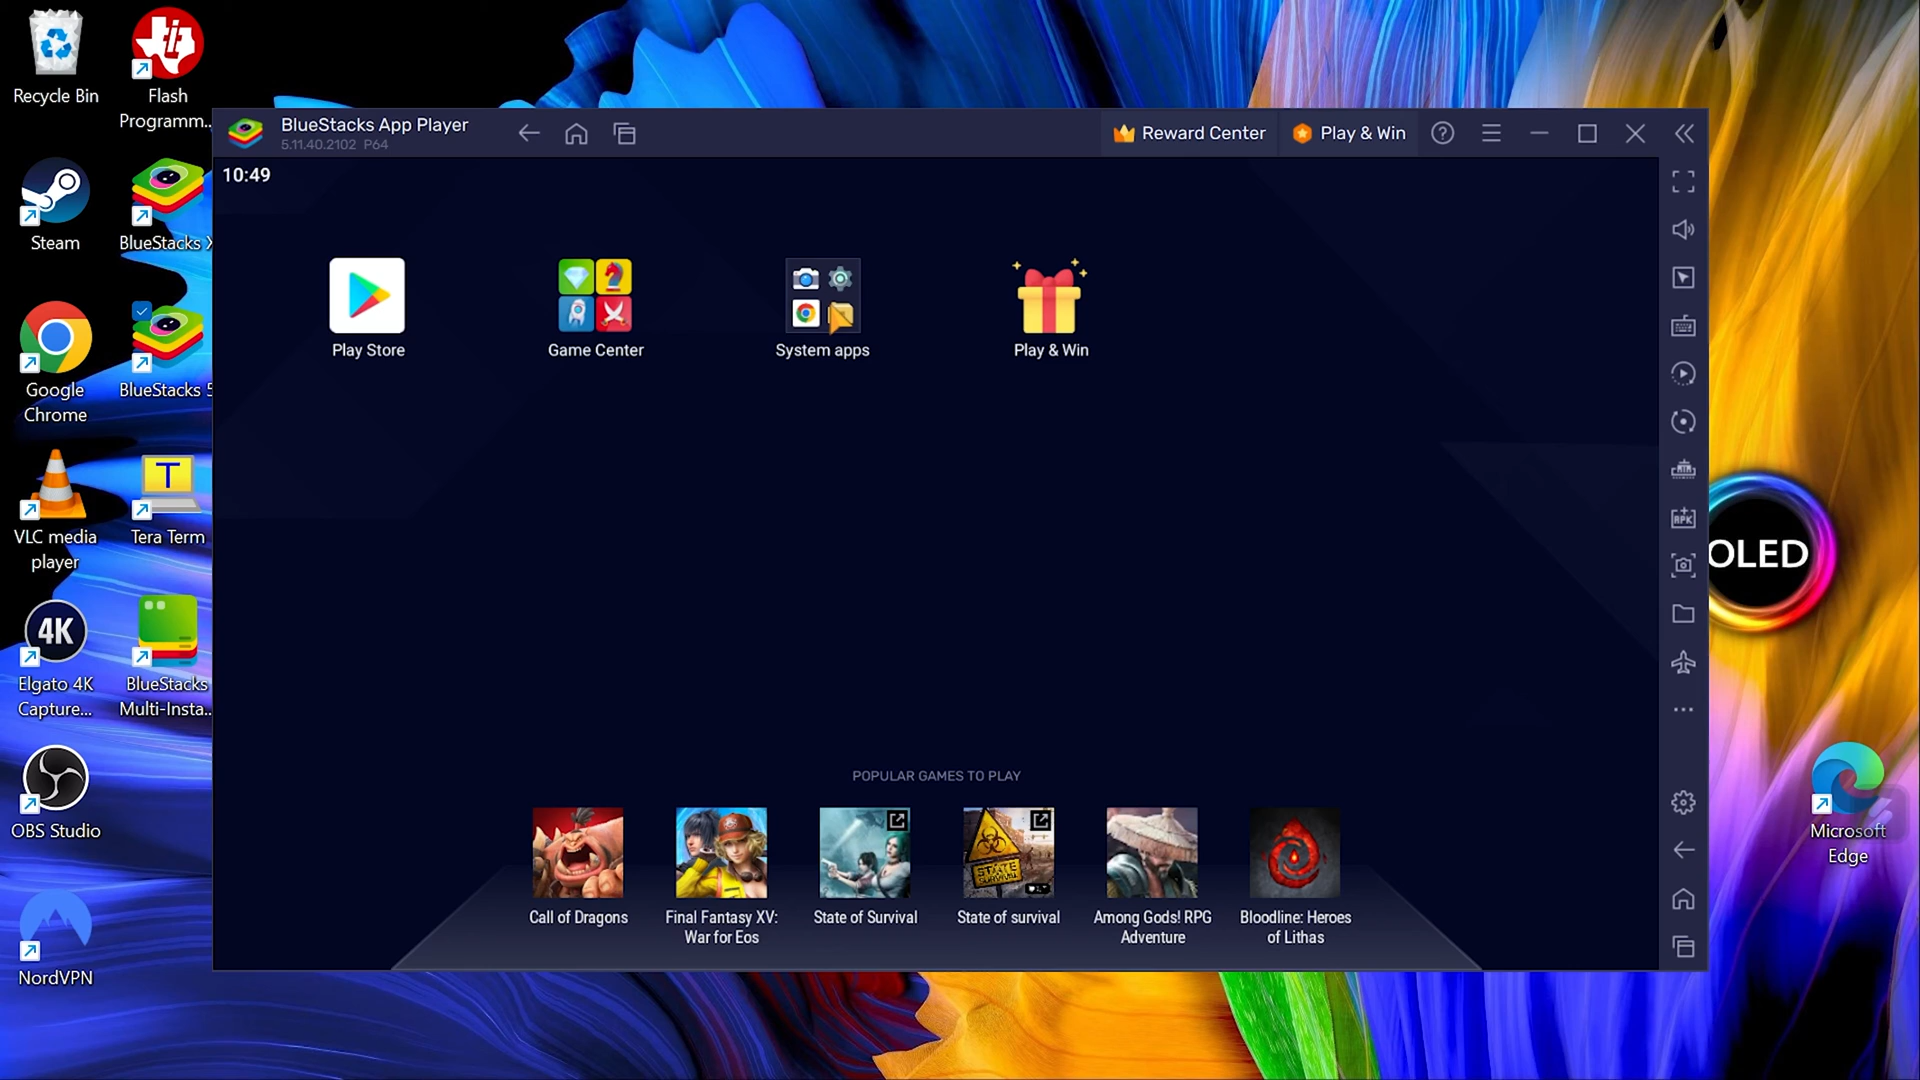 Recycle Bin
Flash
Programm...
Steam
BlueStacks X
Google
Chrome
BlueStacks 5
VLC media
player
T
Tera Term
4K
Elgato 4K
Capture...
BlueStacks
Multi-Insta...
OBS Studio
NordVPN
BlueStacks App Player
5.11.40.2102 P64
Reward Center
Play & Win
10:49
Play Store
Game Center
System apps
Play & Win
APK
POPULAR GAMES TO PLAY
STATE
SURVIVAL
Call of Dragons
Final Fantasy XV:
War for Eos
State of Survival
State of survival
Among Gods! RPG
Adventure
Bloodline: Heroes
of Lithas
OLED
Microsoft
Edge